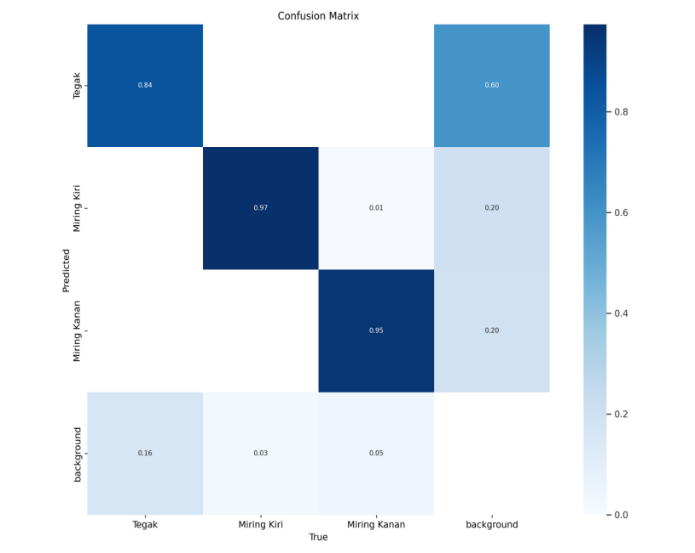 Confusion Matrix
Tegak
0.84
0.60
Miring Kiri
0.97
0.01
0.20
Predicted
Miring Kanan
0.95
0.20
background
0.16
0.03
0.05
Tegak
Miring Kiri
Miring Kanan
background
True
0.8
0.6
0.4
0.2
0.0